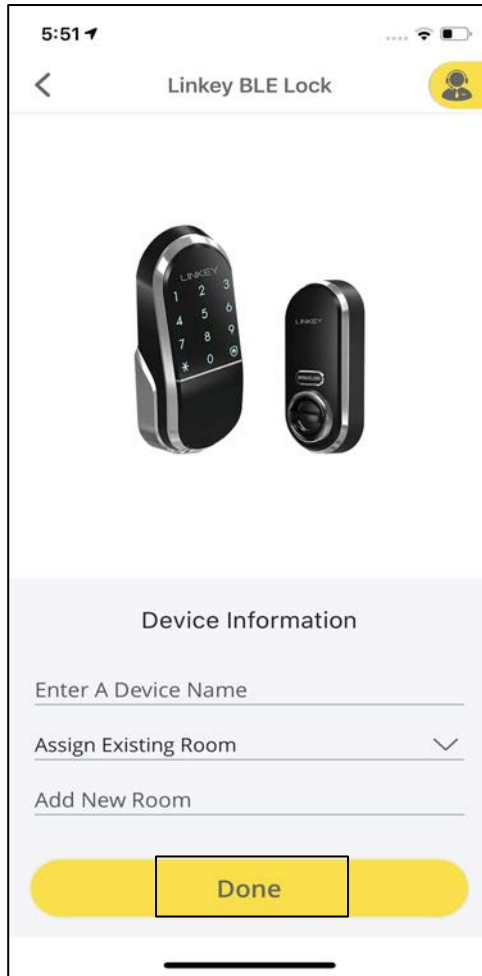 5:51
Linkey BLE Lock
LINKEY
1 2 3
4 5 6
7 8 9
* 0
LINKEY
Device Information
Enter A Device Name
Assign Existing Room
Add New Room
Done